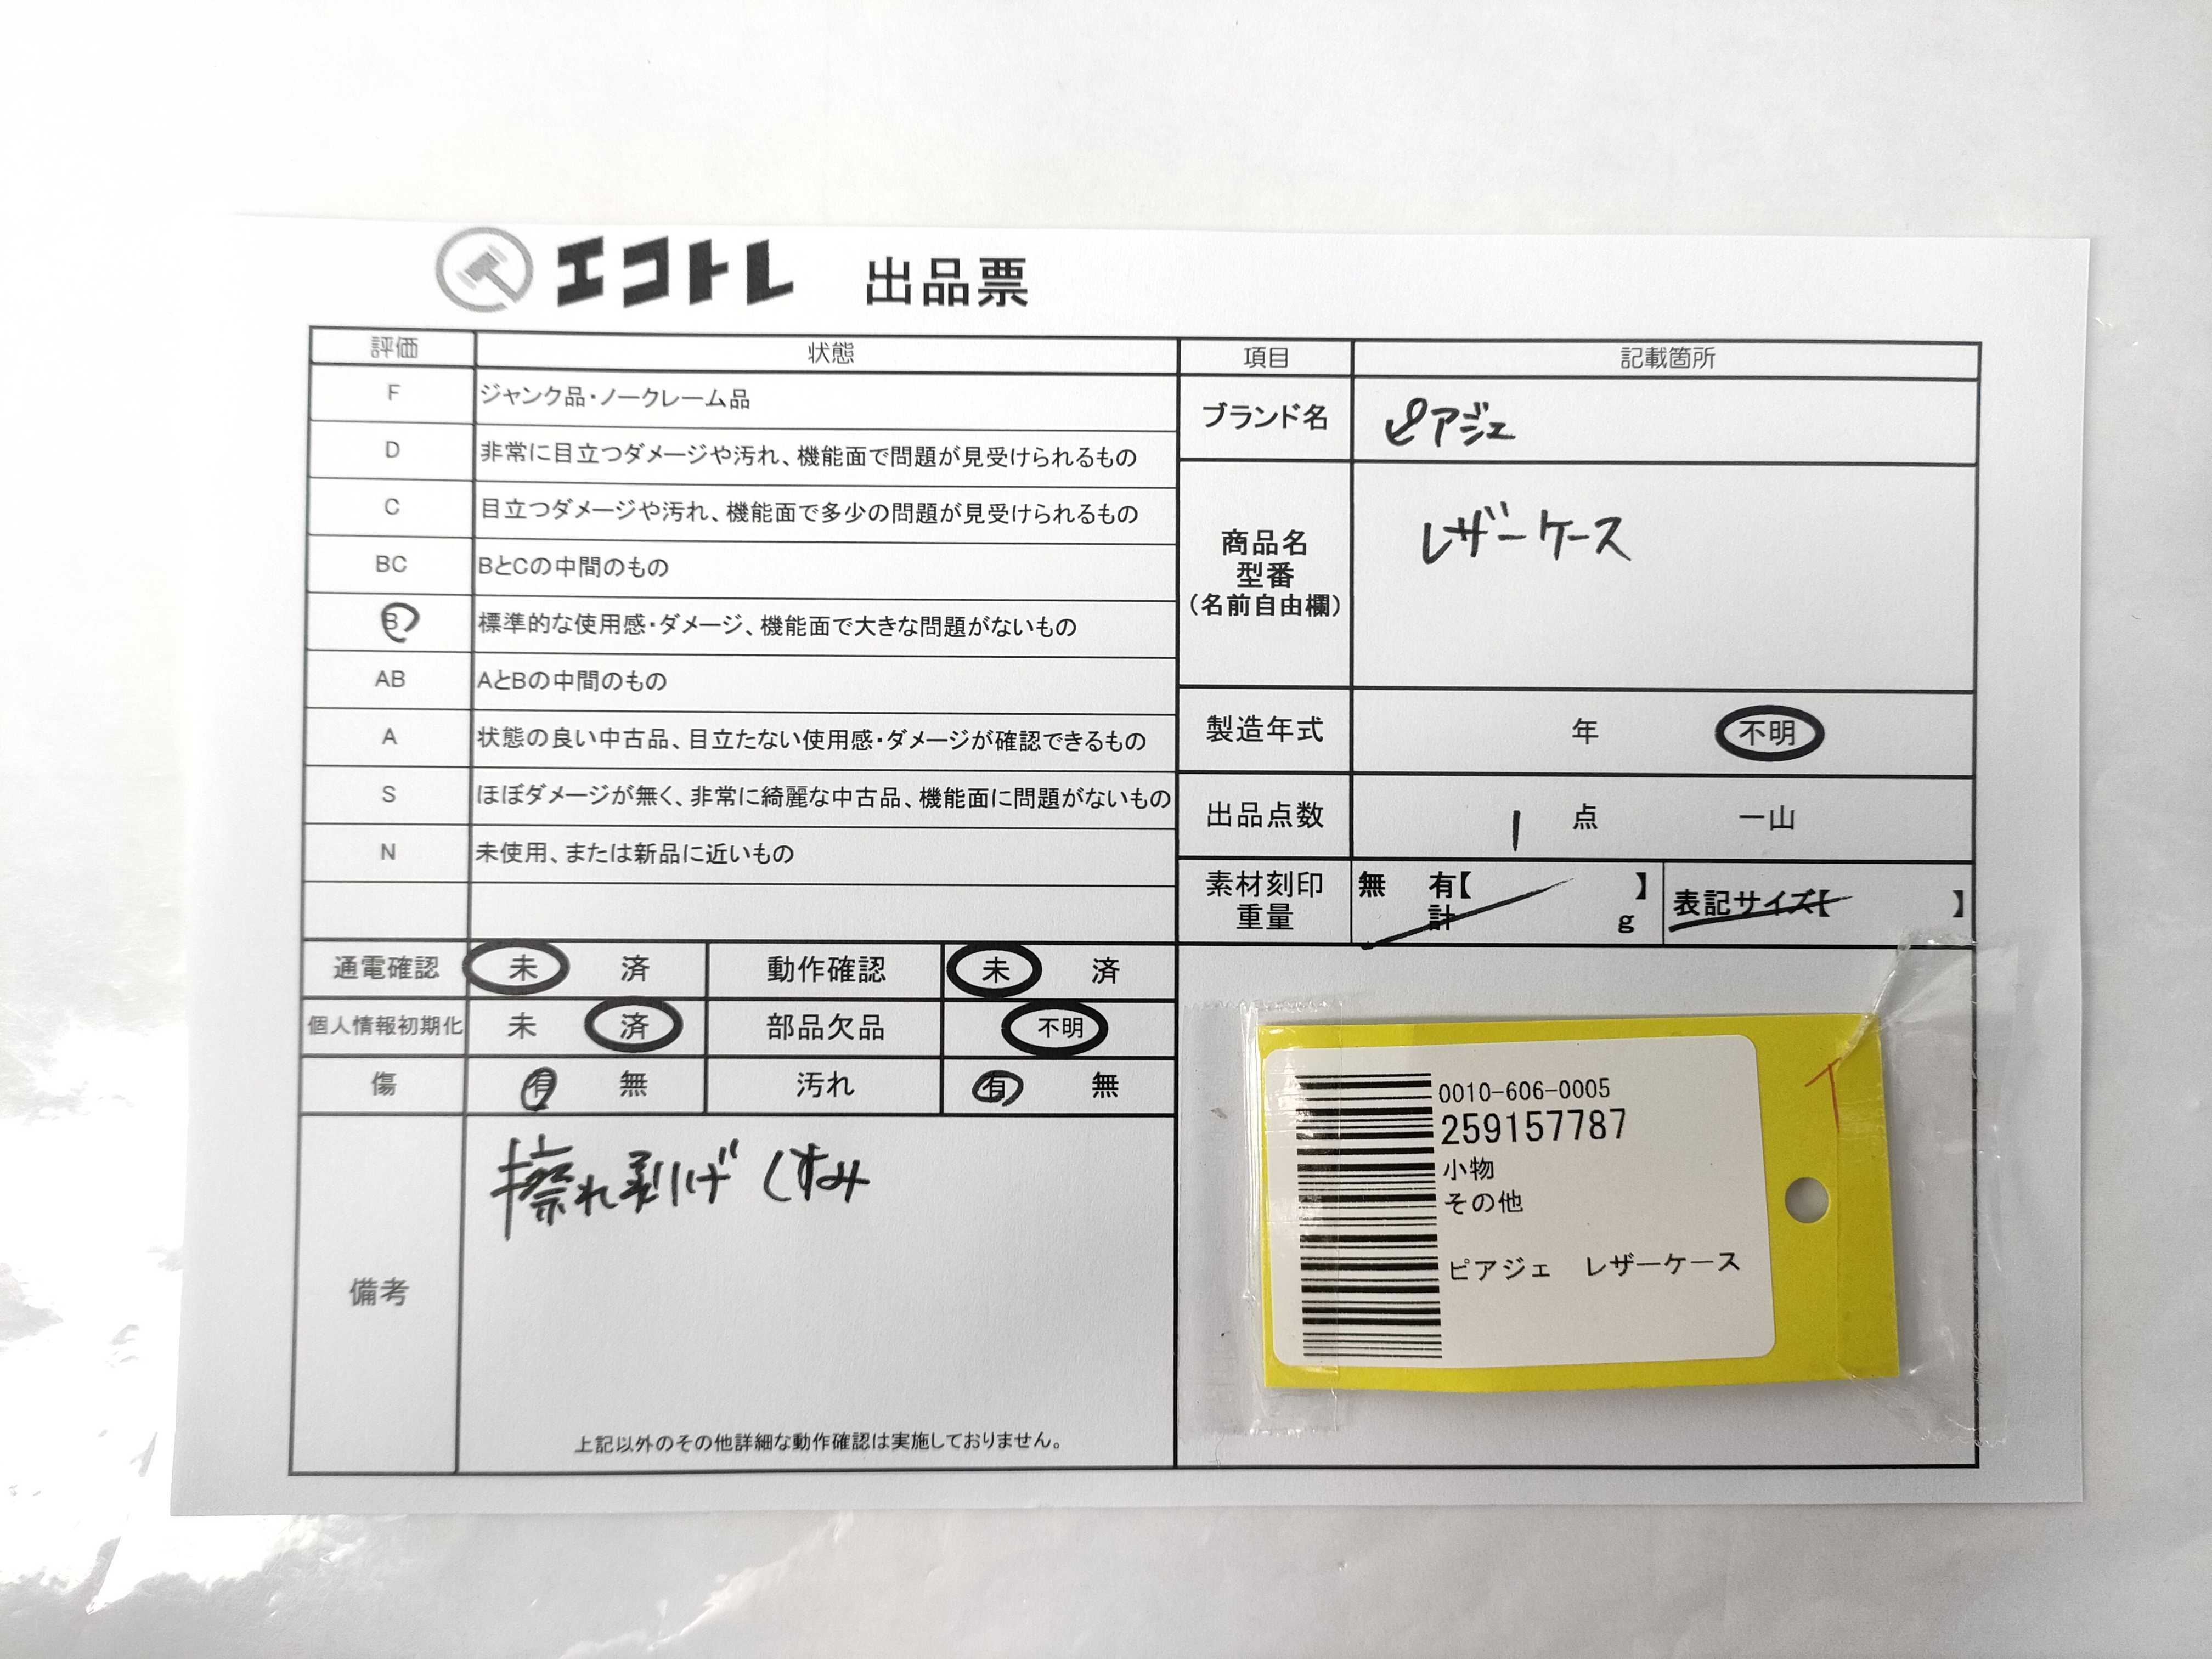 エコトレ 出品票
評価 状態
F ジャンク品・ノークレーム品
D 非常に目立つダメージや汚れ、機能面で問題が見受けられるもの
C 目立つダメージや汚れ、機能面で多少の問題が見受けられるもの
BC BとCの中間のもの
B 標準的な使用感・ダメージ、機能面で大きな問題がないもの
AB AとBの中間のもの
A 状態の良い中古品、目立たない使用感・ダメージが確認できるもの
S ほぼダメージが無く、非常に綺麗な中古品、機能面に問題がないもの
N 未使用、または新品に近いもの
通電確認 未 済 動作確認 未 済
個人情報初期化 未 済 部品欠品 不明
傷 有 無 汚れ 有 無
備考
擦れ剥げ くすみ
上記以外のその他詳細な動作確認は実施しておりません。
項目 記載箇所
ブランド名 ピアジェ
商品名
型番
(名前自由欄)
レザーケース
製造年式 年 不明
出品点数 1 点 一山
素材刻印 無 有【 】
重量 計 g
表記サイズ【 】
0010-606-0005
259157787
小物
その他
ピアジェ レザーケース